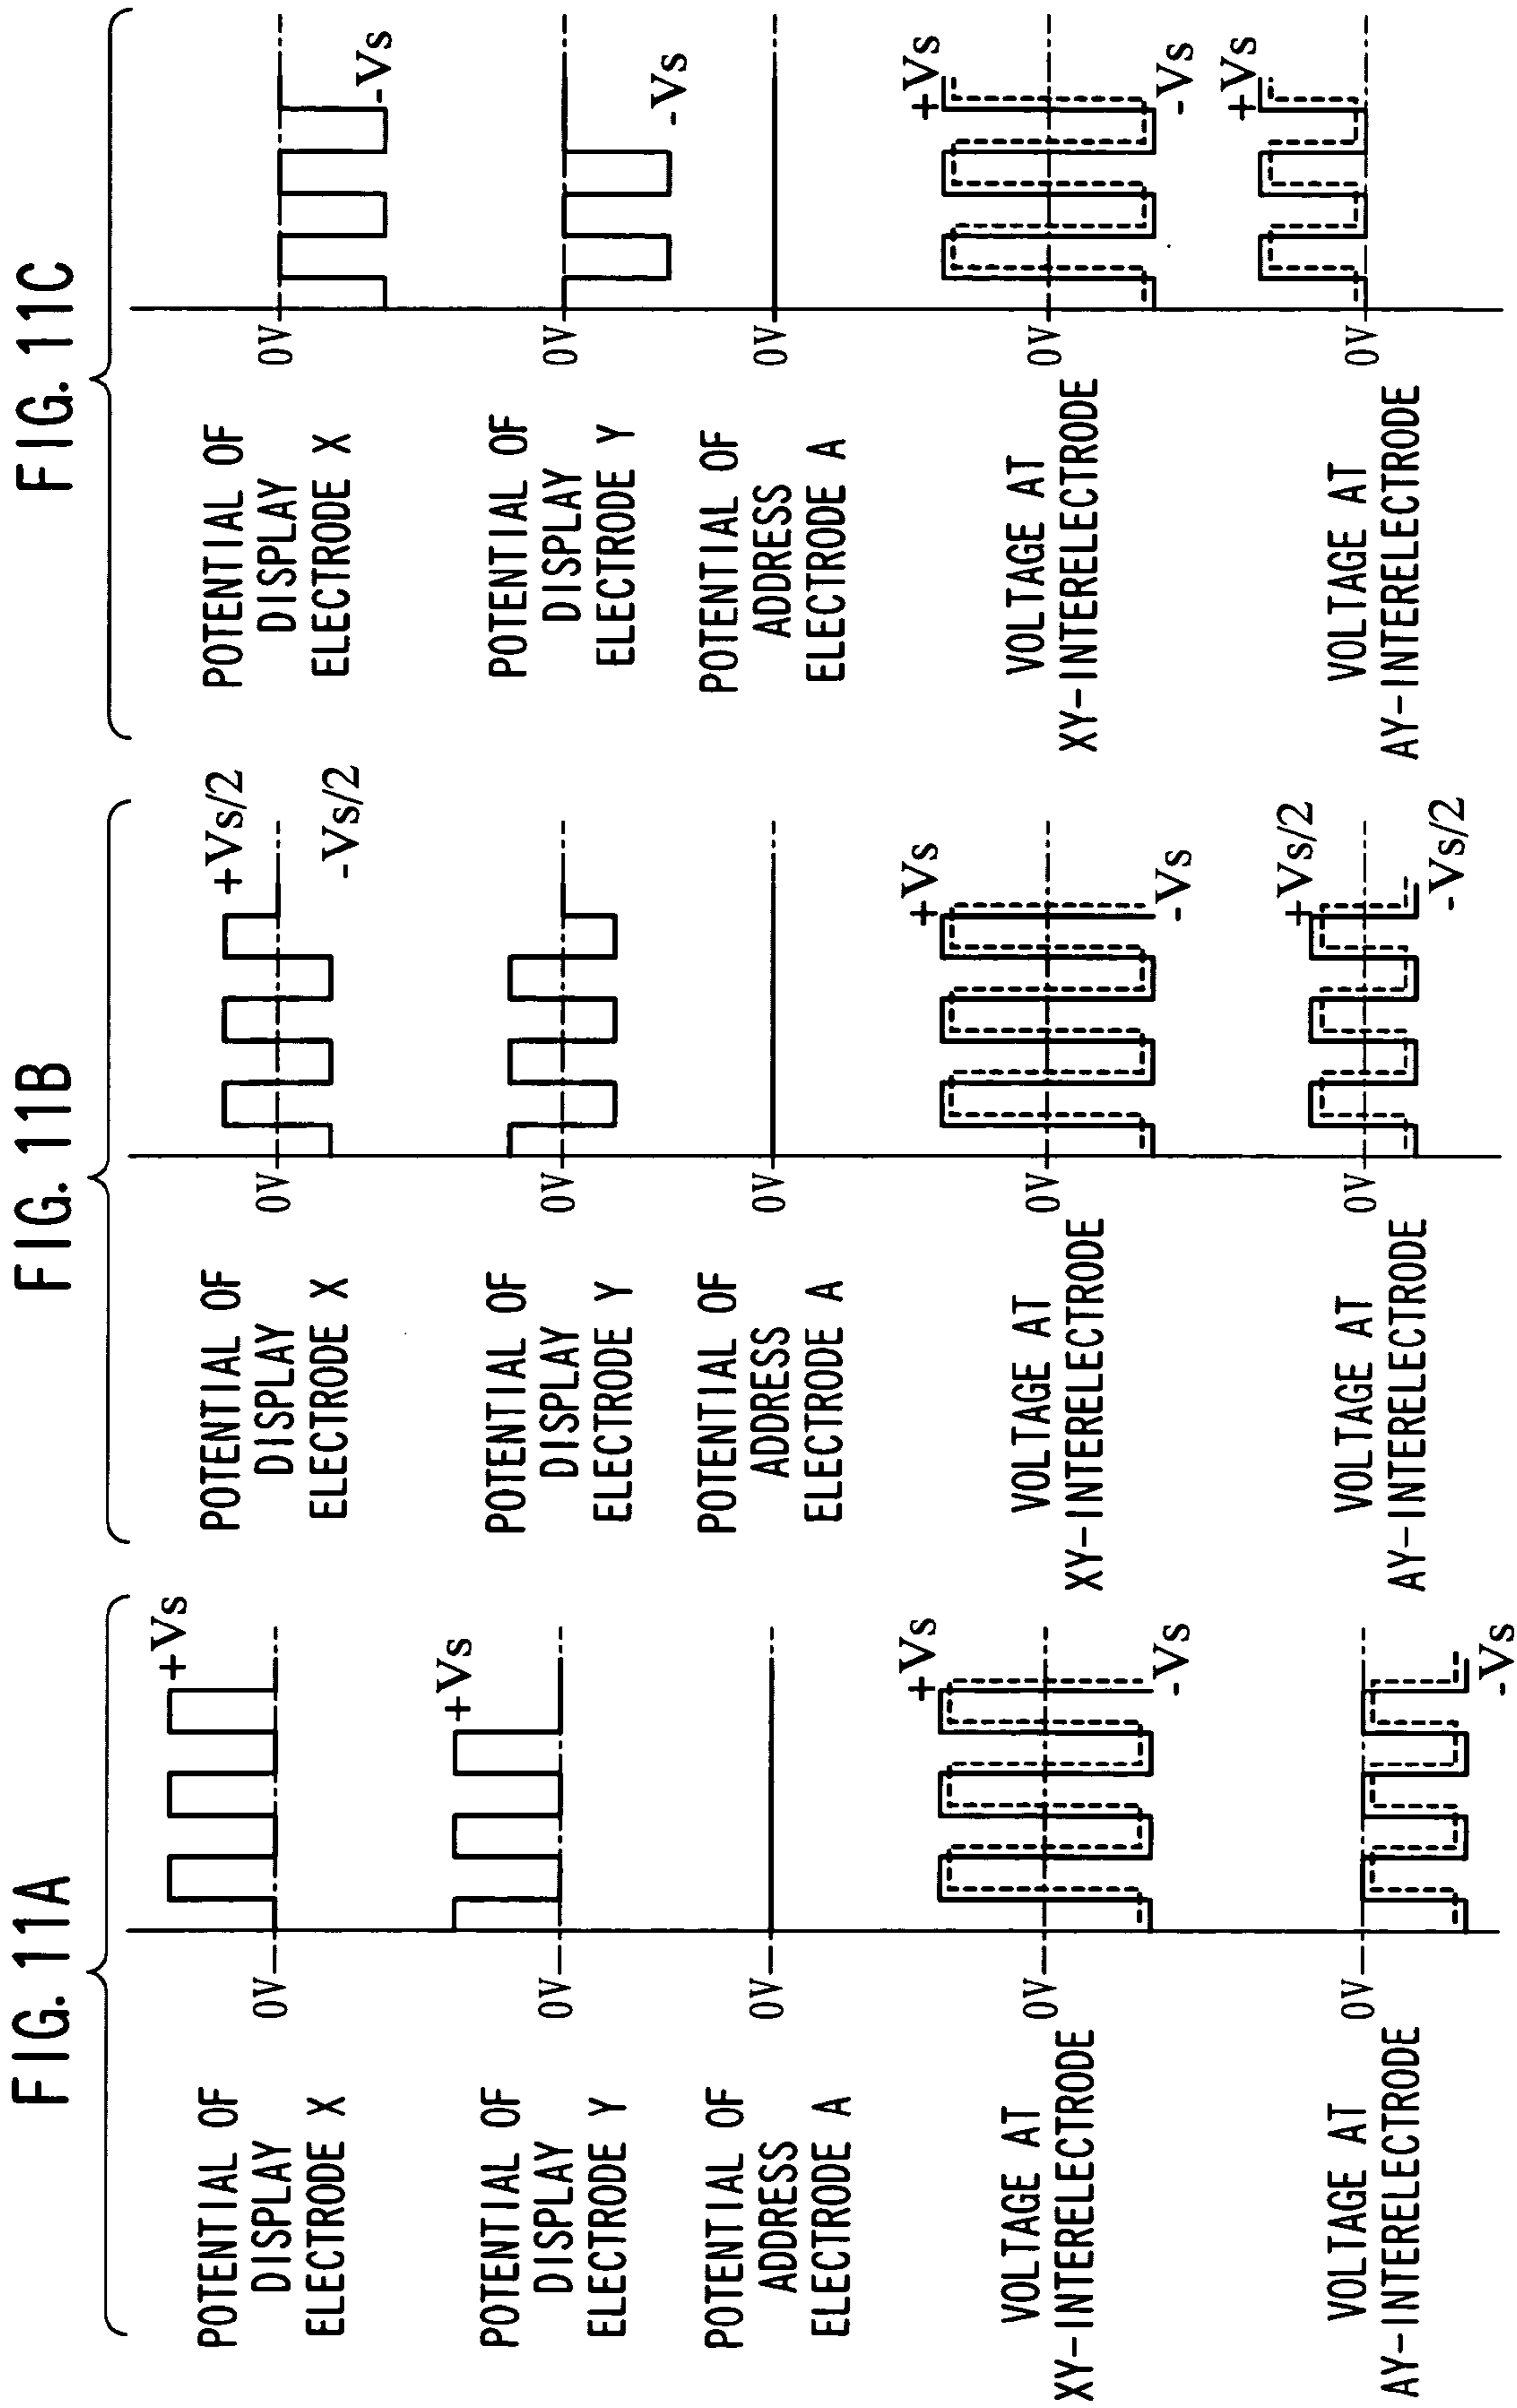 FIG. 11A
POTENTIAL OF
DISPLAY
ELECTRODE X
0V
+Vs
POTENTIAL OF
DISPLAY
ELECTRODE Y
0V
+Vs
POTENTIAL OF
ADDRESS
ELECTRODE A
0V
VOLTAGE AT
XY-INTERELECTRODE
0V
+Vs
-Vs
VOLTAGE AT
AY-INTERELECTRODE
0V
-Vs
FIG. 11B
POTENTIAL OF
DISPLAY
ELECTRODE X
0V
+Vs/2
-Vs/2
POTENTIAL OF
DISPLAY
ELECTRODE Y
0V
POTENTIAL OF
ADDRESS
ELECTRODE A
0V
VOLTAGE AT
XY-INTERELECTRODE
0V
+Vs
-Vs
VOLTAGE AT
AY-INTERELECTRODE
0V
+Vs/2
-Vs/2
FIG. 11C
POTENTIAL OF
DISPLAY
ELECTRODE X
0V
-Vs
POTENTIAL OF
DISPLAY
ELECTRODE Y
0V
-Vs
POTENTIAL OF
ADDRESS
ELECTRODE A
0V
VOLTAGE AT
XY-INTERELECTRODE
0V
+Vs
-Vs
VOLTAGE AT
AY-INTERELECTRODE
0V
+Vs